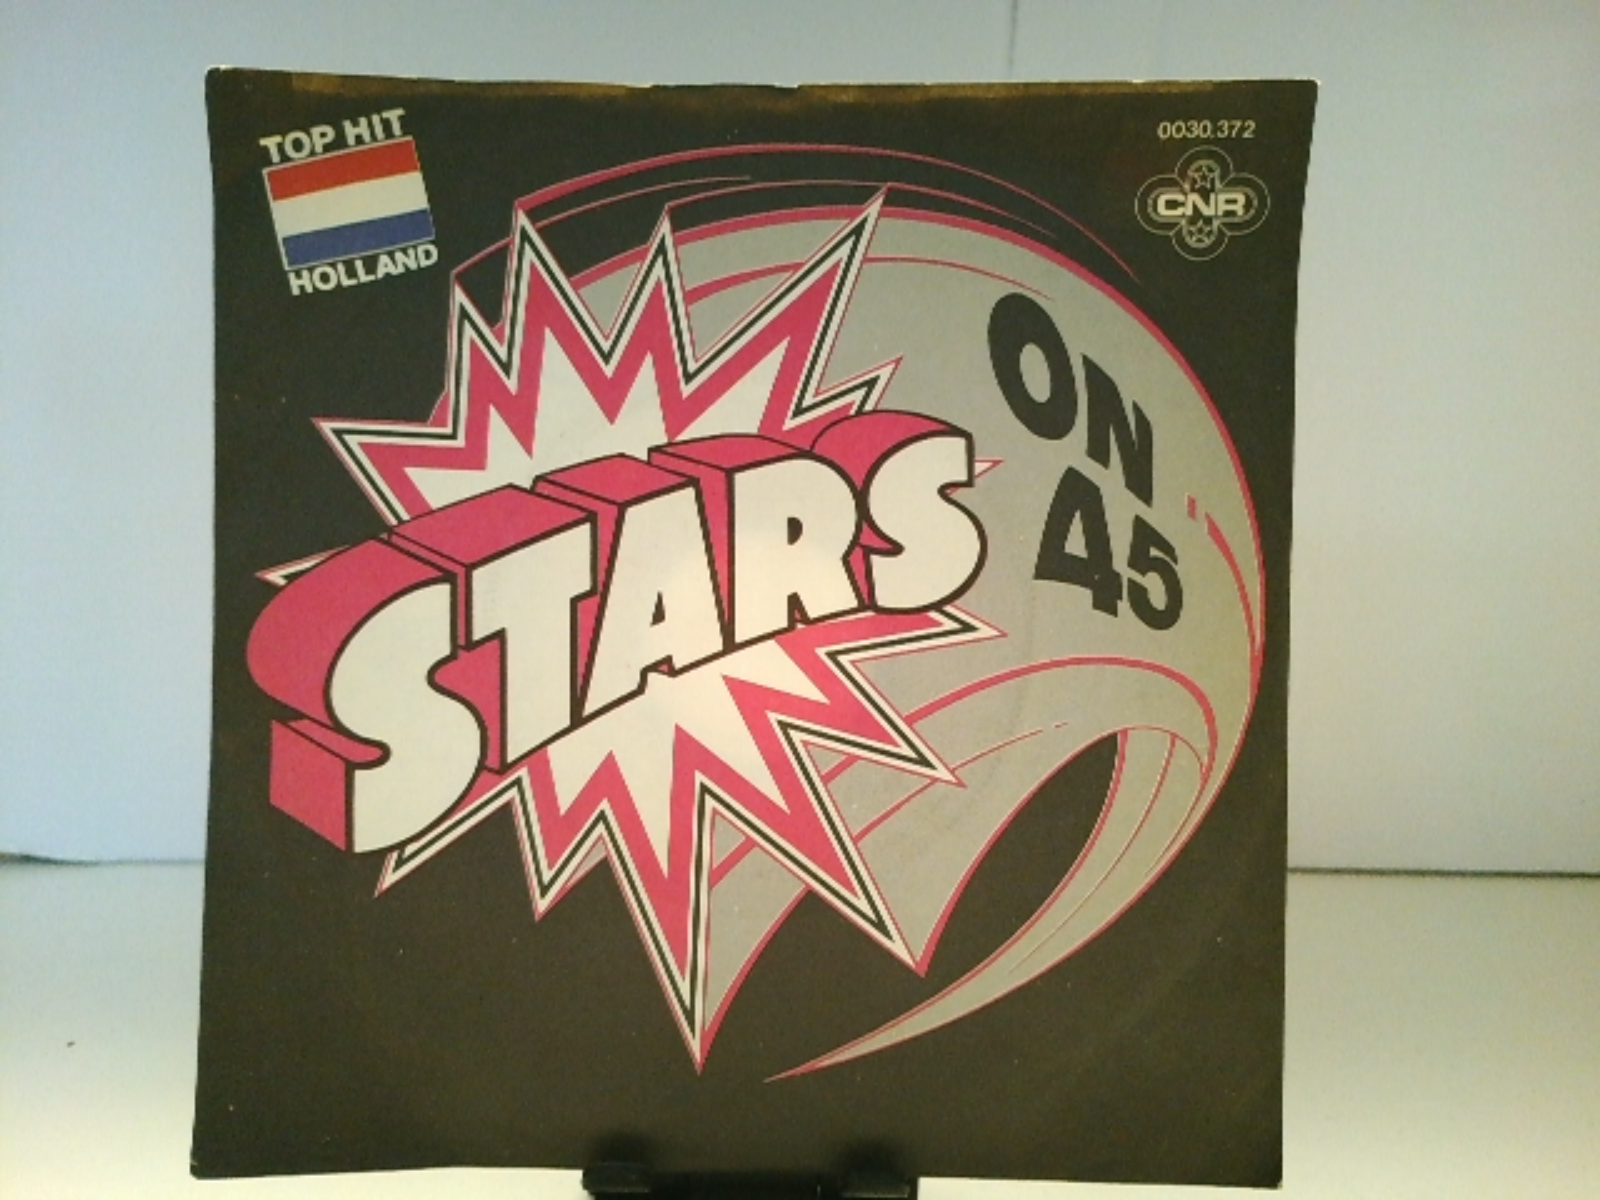 TOP HIT
HOLLAND
0030.372
CNR
STARS
ON
45